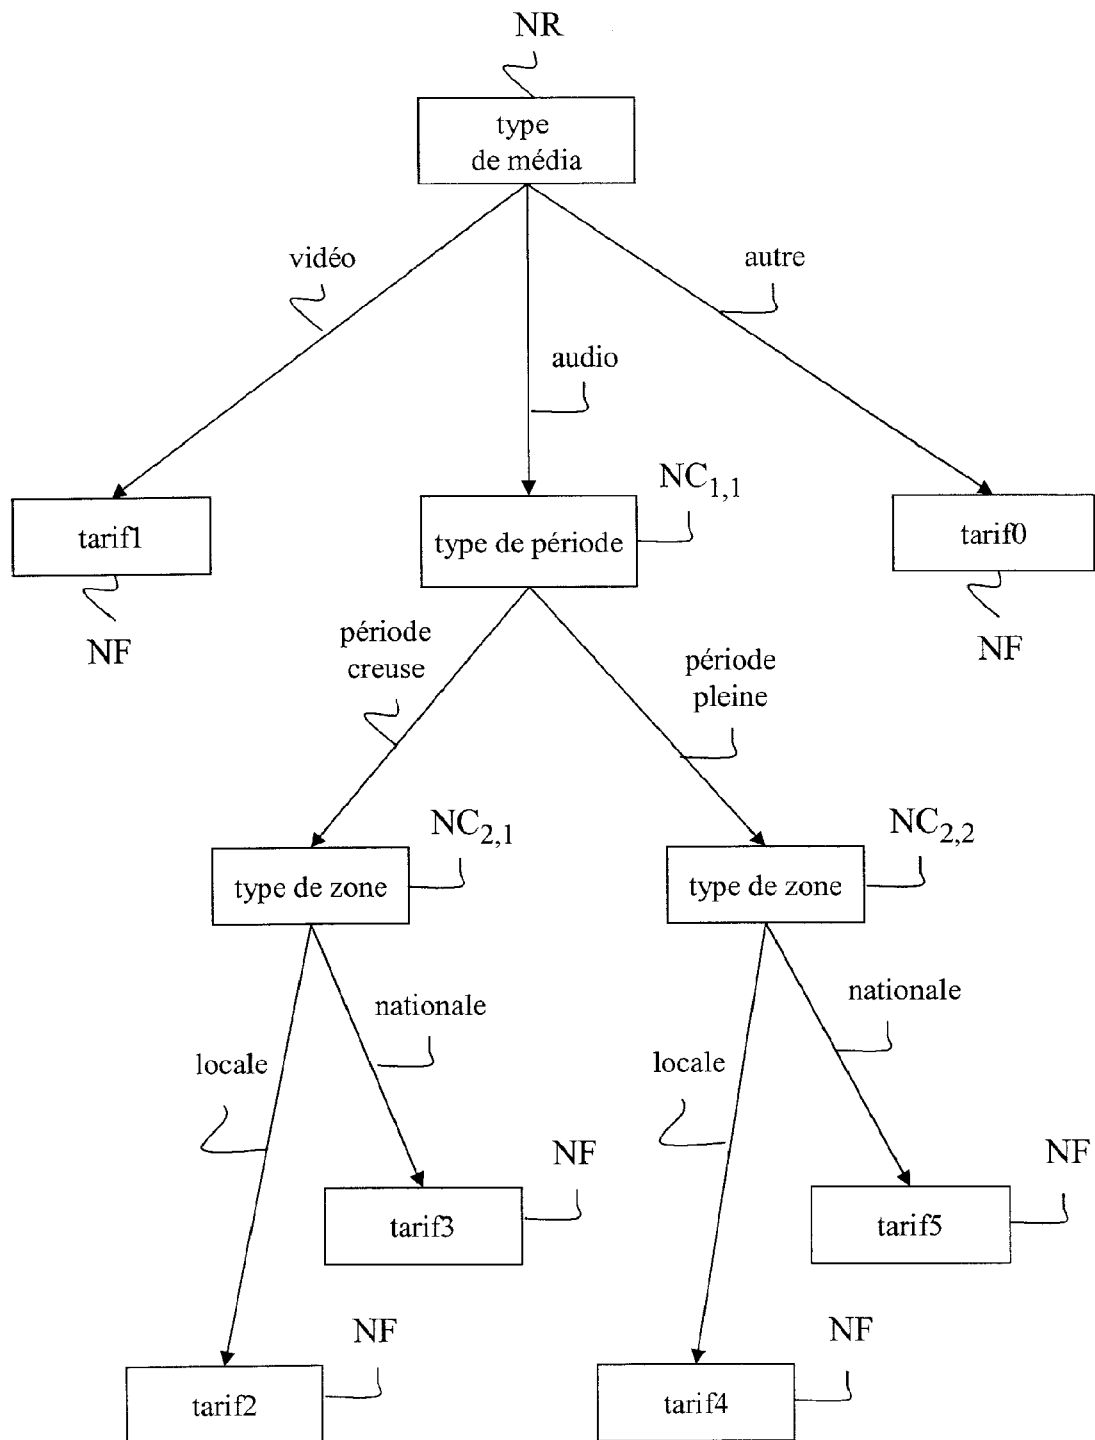 NR
type
de média
vidéo
autre
audio
NC1,1
tarif1
type de période
tarif0
NF
NF
période
creuse
période
pleine
NC2,1
NC2,2
type de zone
type de zone
nationale
nationale
locale
locale
NF
NF
tarif3
tarif5
NF
NF
tarif2
tarif4